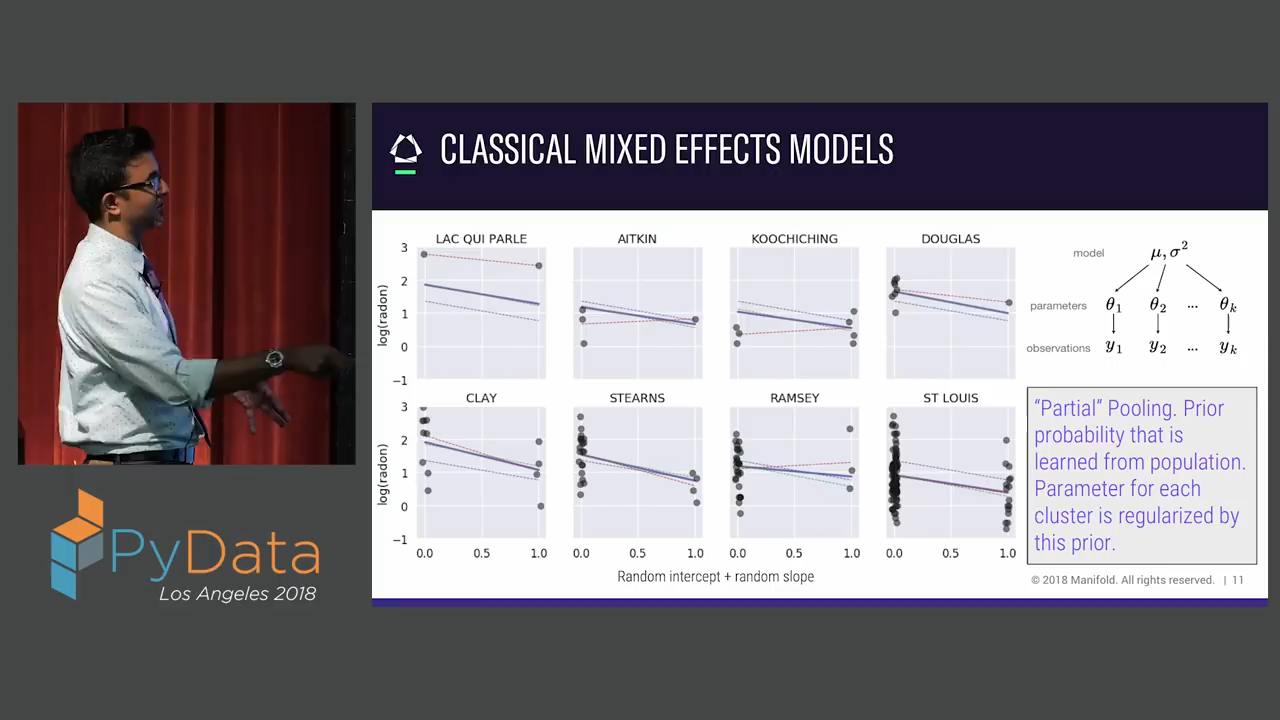 CLASSICAL MIXED EFFECTS MODELS
LAC QUI PARLE
AITKIN
KOOCHICHING
DOUGLAS
log(radon)
3
2
1
0
−1
CLAY
STEARNS
RAMSEY
ST LOUIS
log(radon)
3
2
1
0
−1
0.0 0.5 1.0
0.0 0.5 1.0
0.0 0.5 1.0
0.0 0.5 1.0
Random intercept + random slope
model μ, σ²
parameters θ₁ θ₂ ... θₖ
observations y₁ y₂ ... yₖ
“Partial” Pooling. Prior
probability that is
learned from population.
Parameter for each
cluster is regularized by
this prior.
© 2018 Manifold. All rights reserved. | 11
PyData
Los Angeles 2018